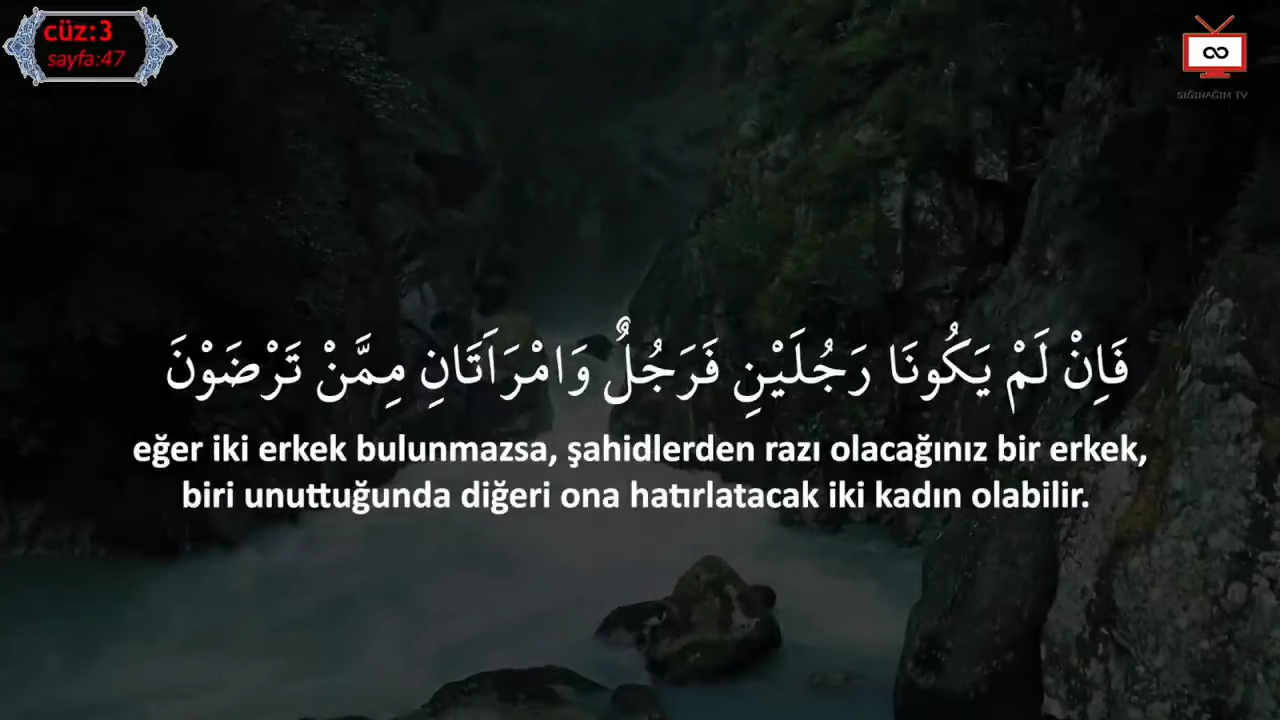 cüz:3
sayfa:47
SIĞINAĞIM TV
فَاِنْ لَمْ يَكُونَا رَجُلَيْنِ فَرَجُلٌ وَامْرَاَتَانِ مِمَّنْ تَرْضَوْنَ
eğer iki erkek bulunmazsa, şahidlerden razı olacağınız bir erkek,
biri unuttuğunda diğeri ona hatırlatacak iki kadın olabilir.